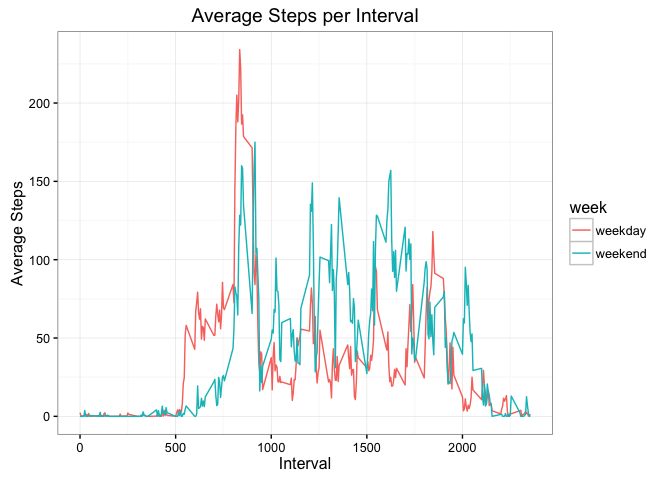 Average Steps per Interval
Average Steps
200
150
100
50
0
0 500 1000 1500 2000
Interval
week
weekday
weekend